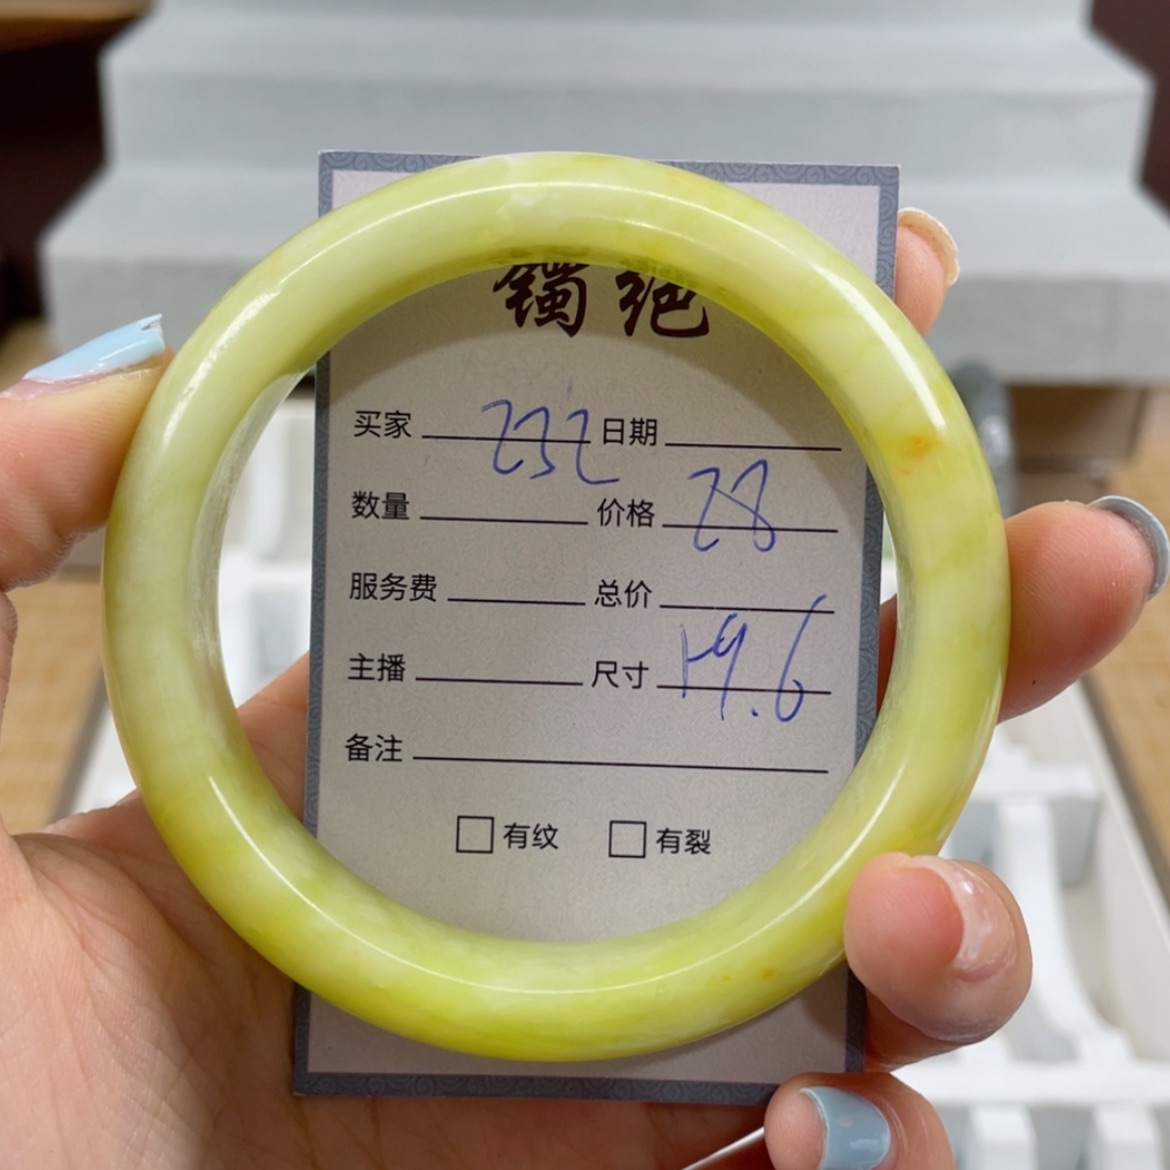 镯绝
买家 232 日期
数量 价格 28
服务费 总价
主播 尺寸 59.6
备注
有纹 有裂